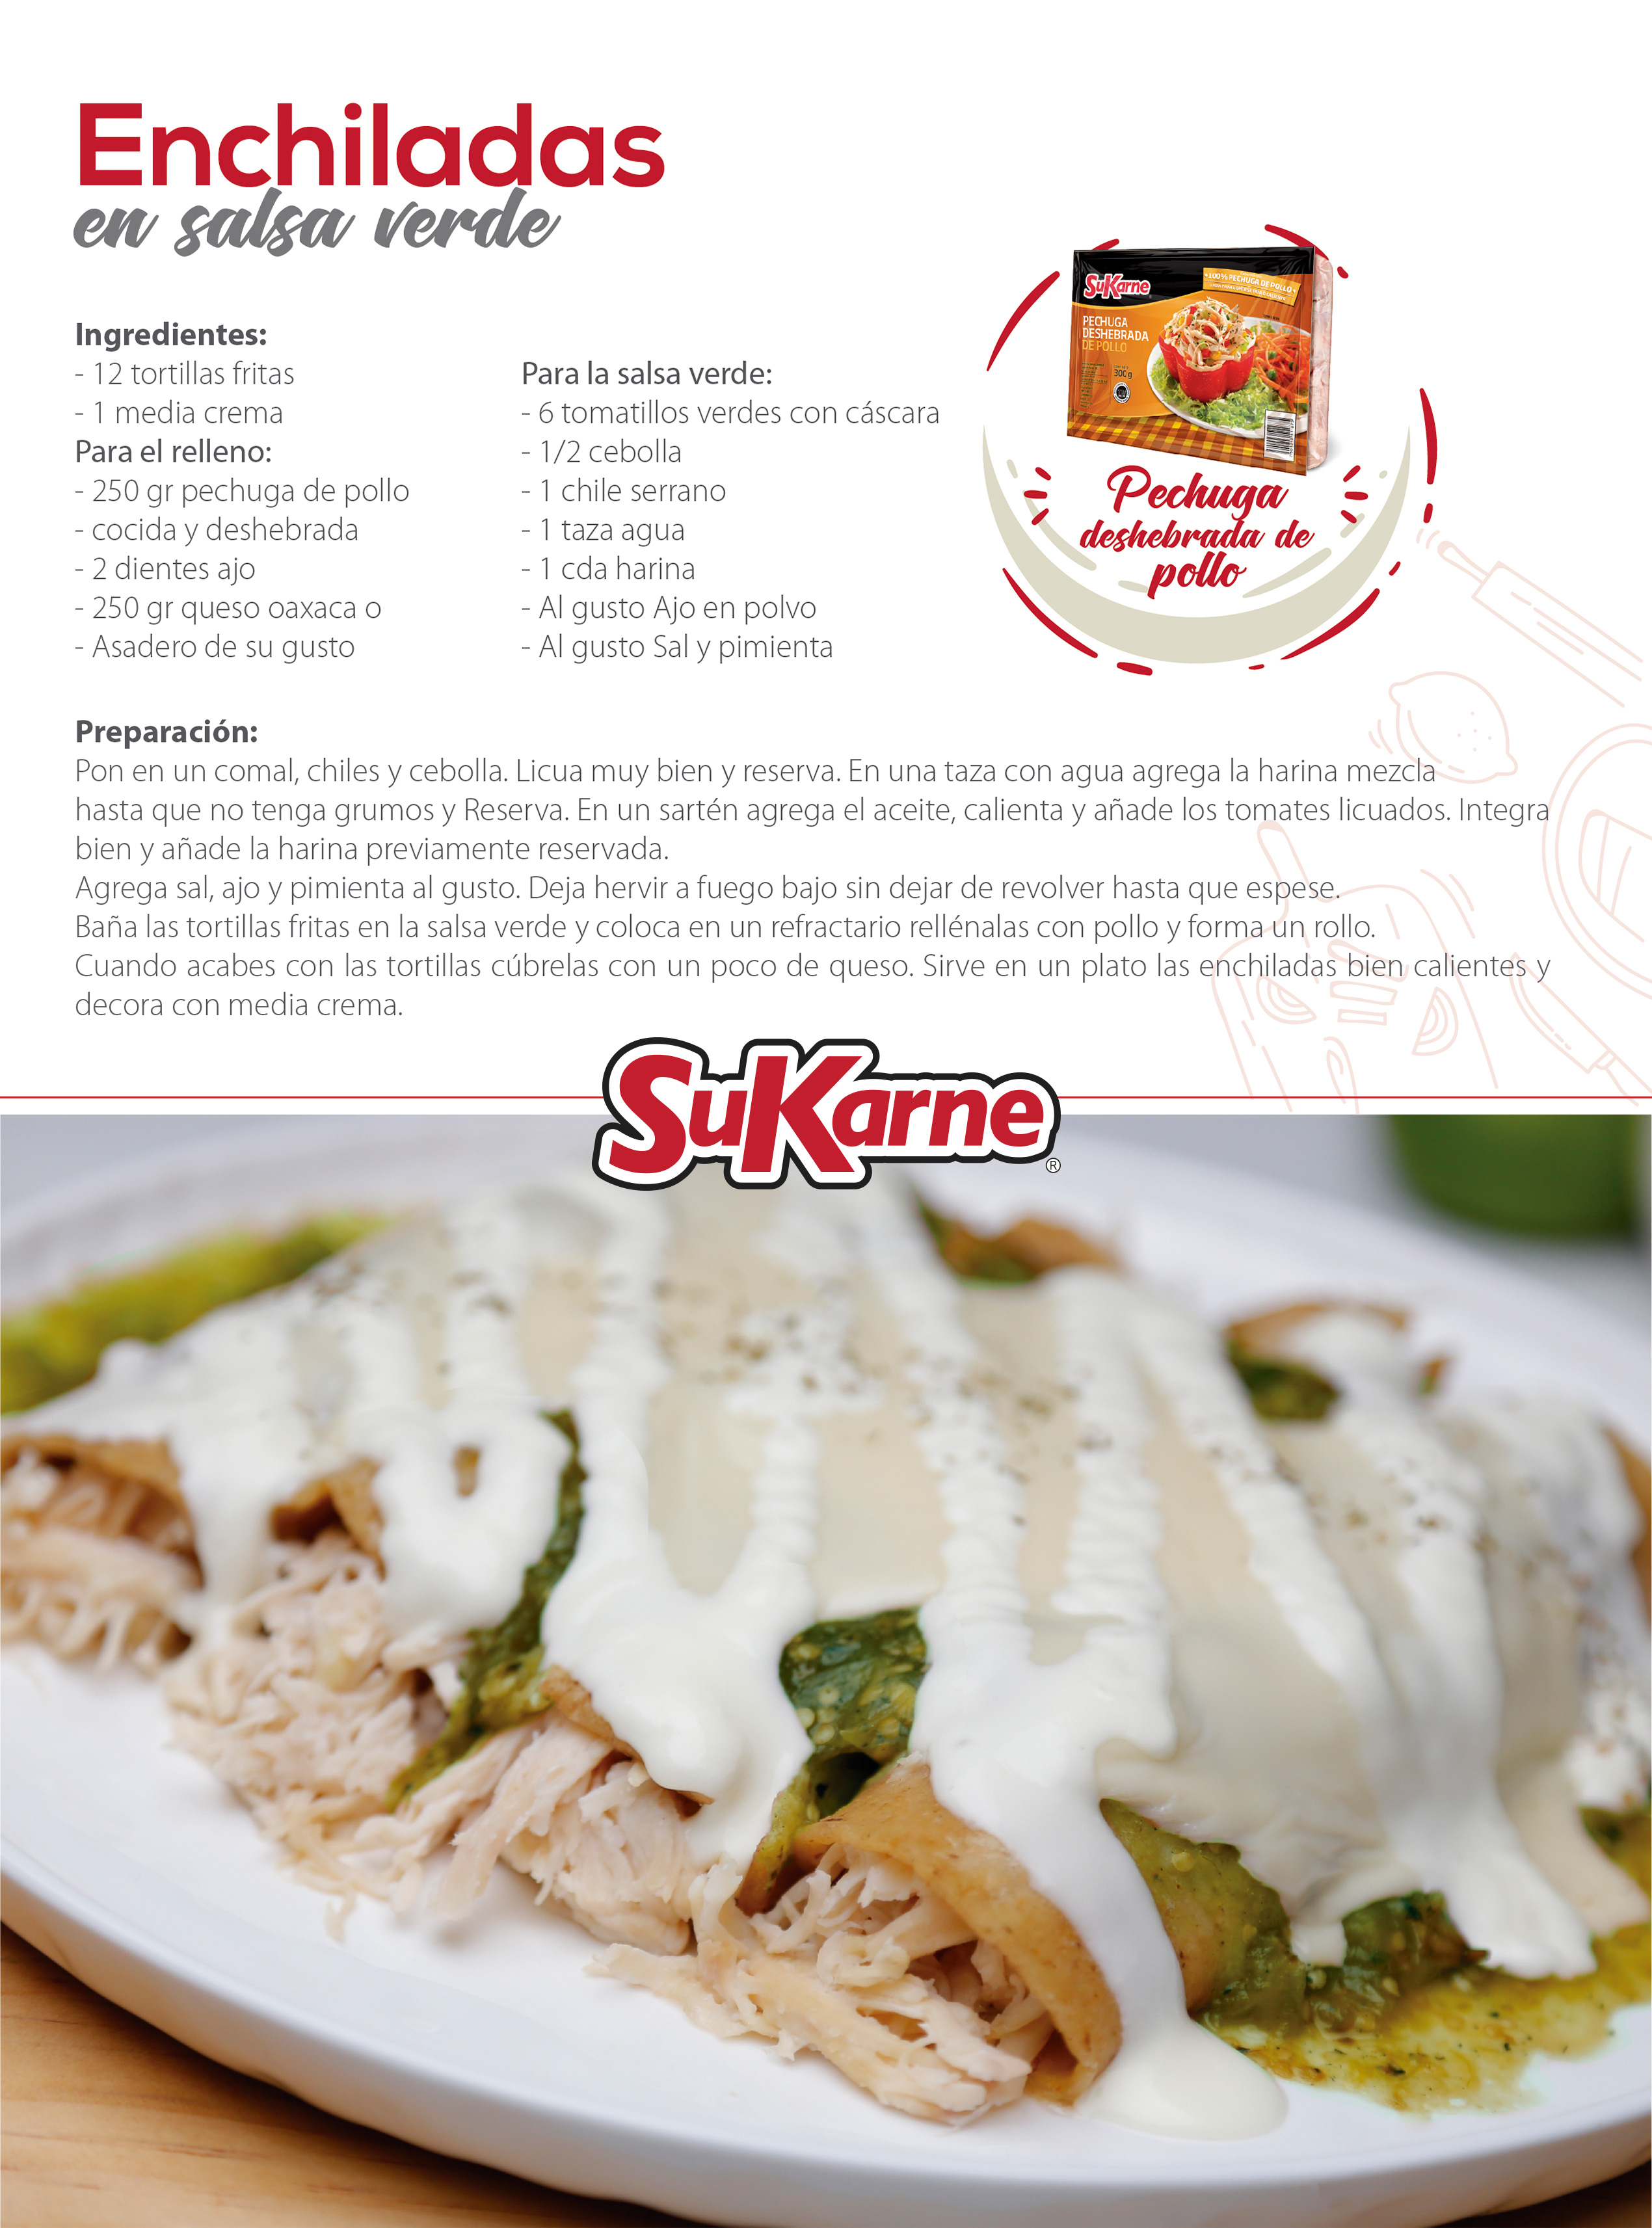 Enchiladas
en salsa verde
Ingredientes:
- 12 tortillas fritas
- 1 media crema
Para el relleno:
- 250 gr pechuga de pollo
- cocida y deshebrada
- 2 dientes ajo
- 250 gr queso oaxaca o
- Asadero de su gusto
Para la salsa verde:
- 6 tomatillos verdes con cáscara
- 1/2 cebolla
- 1 chile serrano
- 1 taza agua
- 1 cda harina
- Al gusto Ajo en polvo
- Al gusto Sal y pimienta
SuKarne
100% PECHUGA DE POLLO
PECHUGA
DESHEBRADA
DE POLLO
300g
Pechuga
deshebrada de
pollo
Preparación:
Pon en un comal, chiles y cebolla. Licua muy bien y reserva. En una taza con agua agrega la harina mezcla
hasta que no tenga grumos y Reserva. En un sartén agrega el aceite, calienta y añade los tomates licuados. Integra
bien y añade la harina previamente reservada.
Agrega sal, ajo y pimienta al gusto. Deja hervir a fuego bajo sin dejar de revolver hasta que espese.
Baña las tortillas fritas en la salsa verde y coloca en un refractario rellénalas con pollo y forma un rollo.
Cuando acabes con las tortillas cúbrelas con un poco de queso. Sirve en un plato las enchiladas bien calientes y
decora con media crema.
SuKarne®